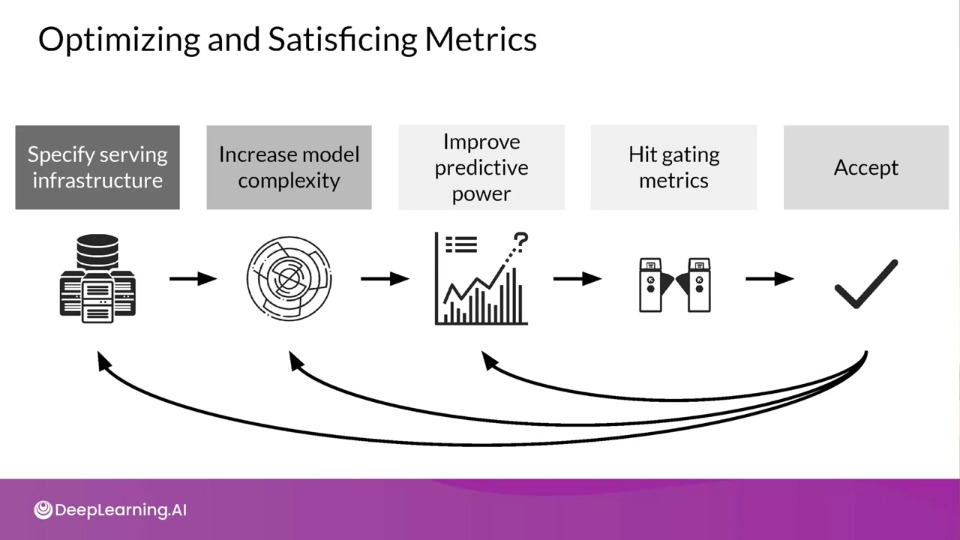 Optimizing and Satisficing Metrics
Specify serving
infrastructure
Increase model
complexity
Improve
predictive
power
Hit gating
metrics
Accept
?
DeepLearning.AI